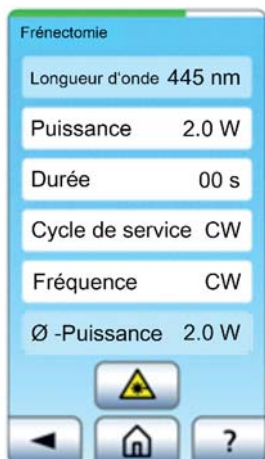 Frénectomie
Longueur d'onde 445 nm
Puissance 2.0 W
Durée 00 s
Cycle de service CW
Fréquence CW
Ø -Puissance 2.0 W
?